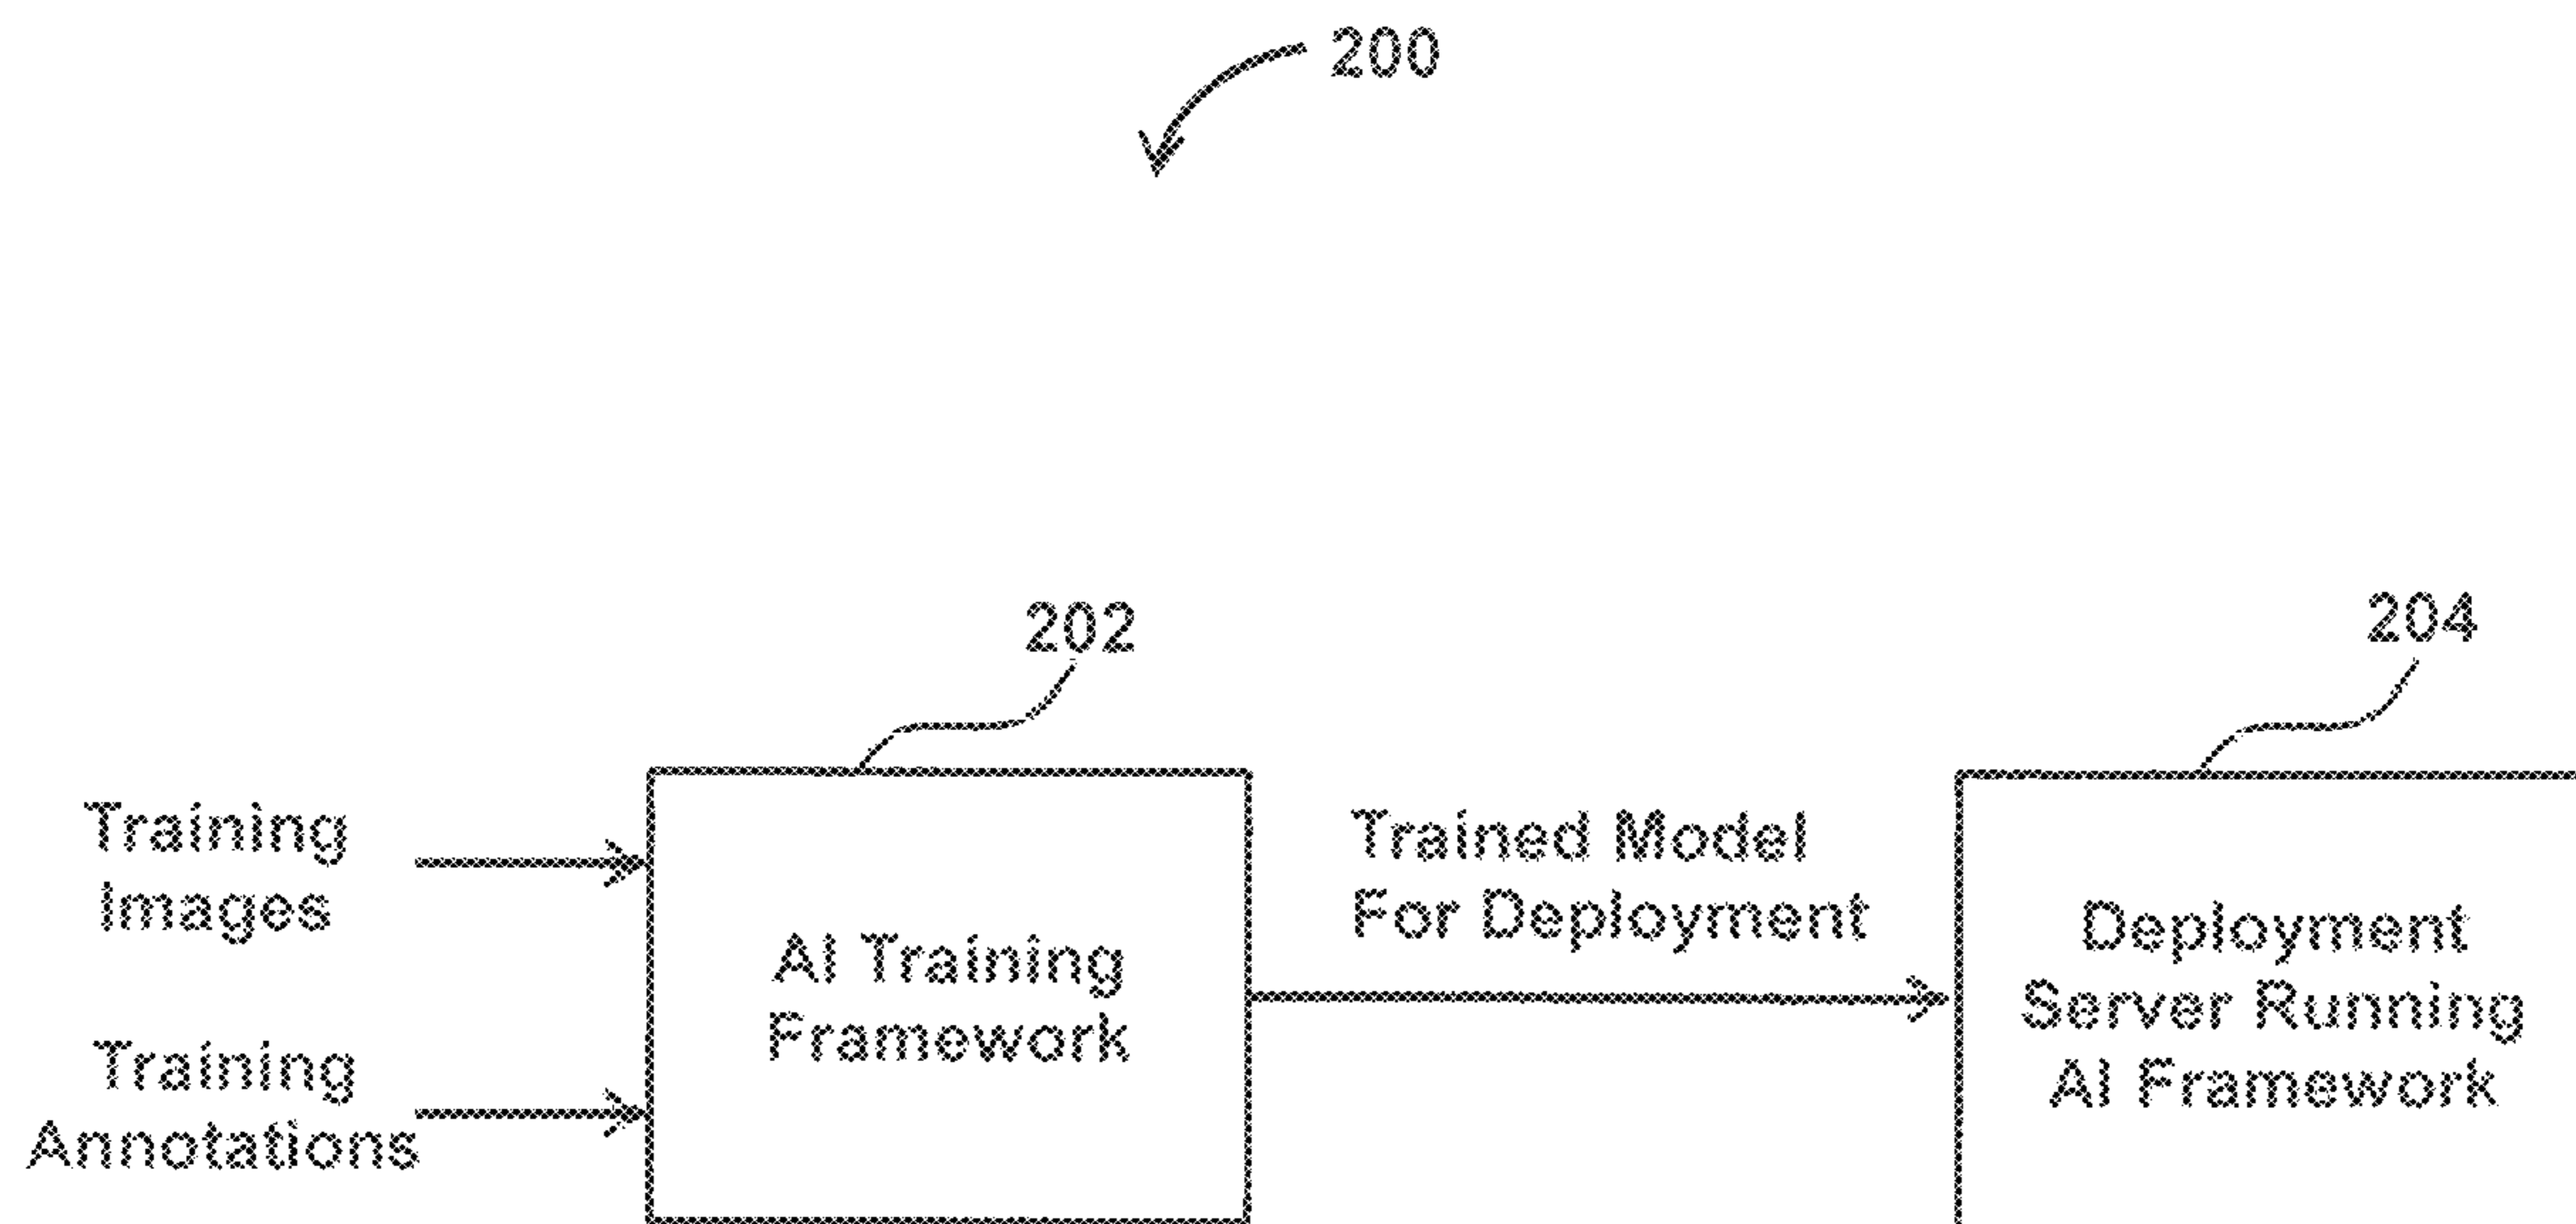 200
202
204
Training
Images
Training
Annotations
AI Training
Framework
Trained Model
For Deployment
Deployment
Server Running
AI Framework